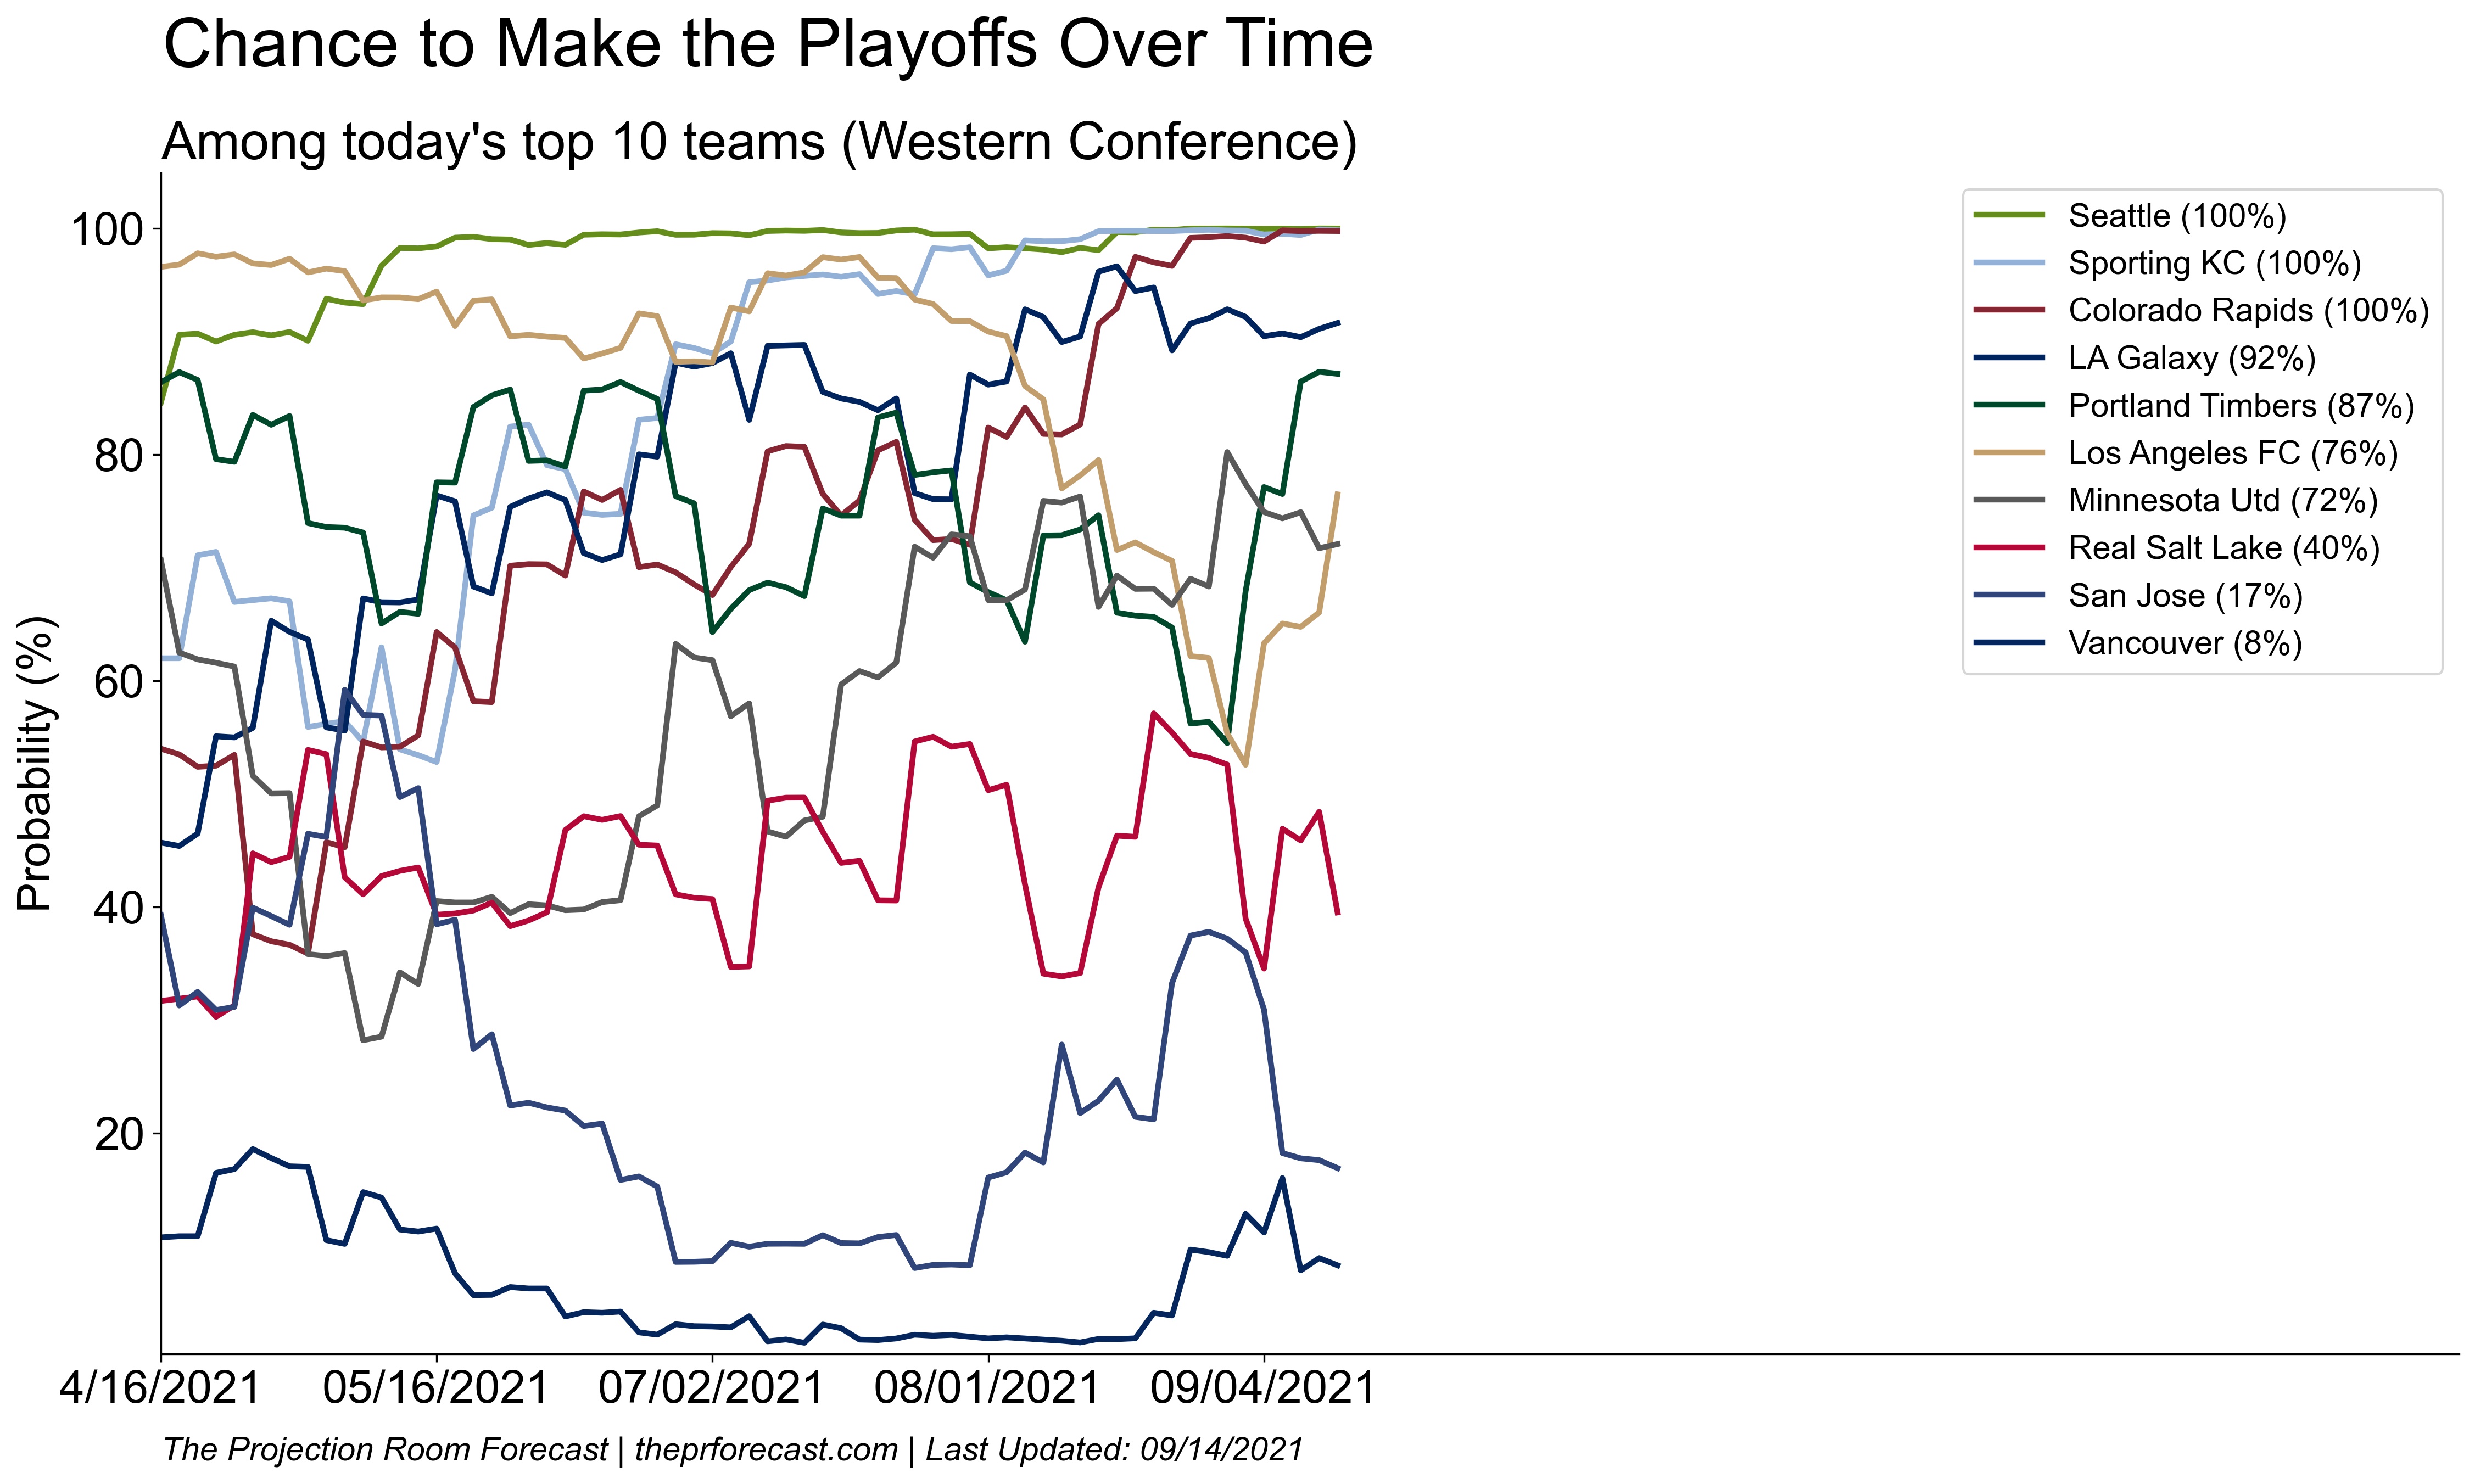 Chance to Make the Playoffs Over Time
Among today's top 10 teams (Western Conference)
Probability (%)
100
80
60
40
20
Seattle (100%)
Sporting KC (100%)
Colorado Rapids (100%)
LA Galaxy (92%)
Portland Timbers (87%)
Los Angeles FC (76%)
Minnesota Utd (72%)
Real Salt Lake (40%)
San Jose (17%)
Vancouver (8%)
4/16/2021 05/16/2021 07/02/2021 08/01/2021 09/04/2021
The Projection Room Forecast | theprforecast.com | Last Updated: 09/14/2021